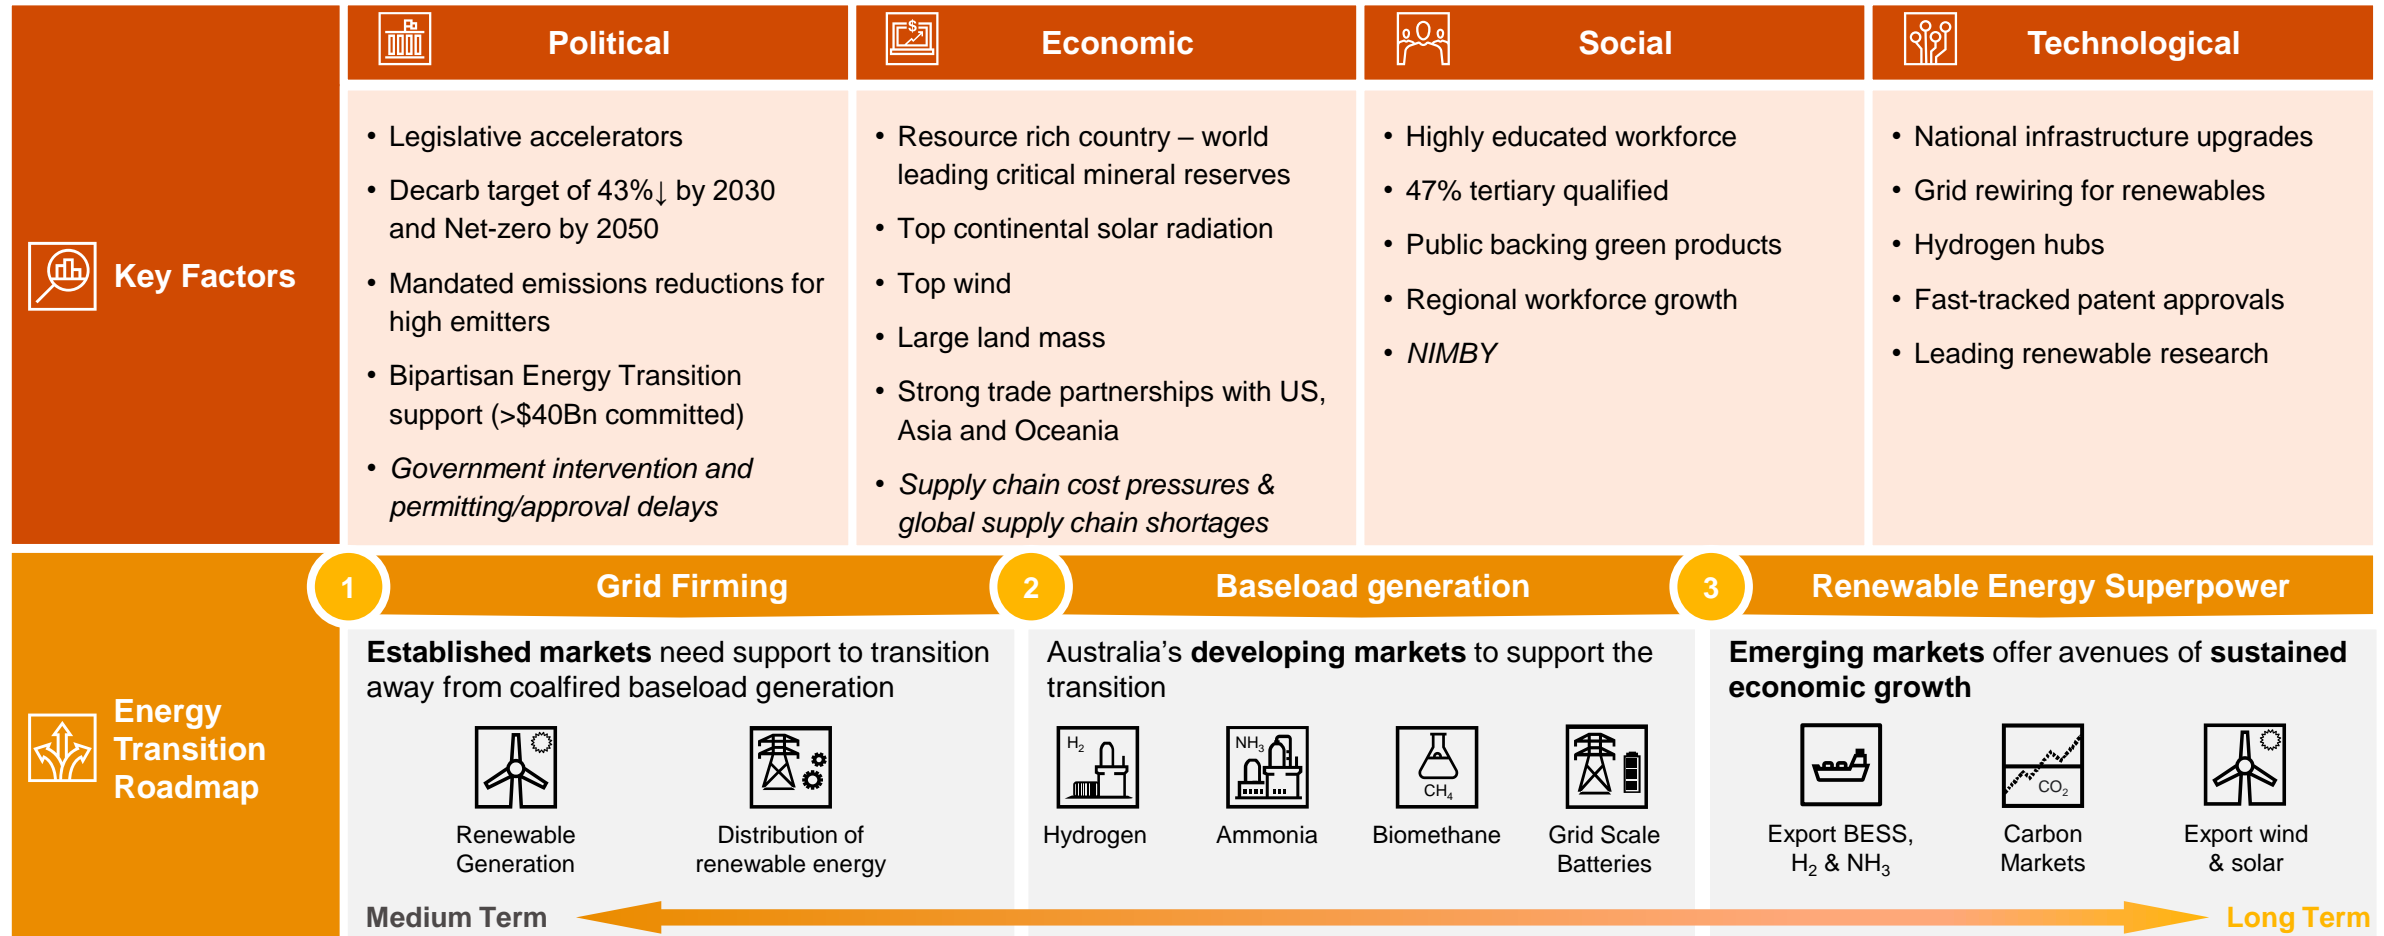 Political
Economic
Social
Technological
Key Factors
• Legislative accelerators
• Decarb target of 43%↓ by 2030
and Net-zero by 2050
• Mandated emissions reductions for
high emitters
• Bipartisan Energy Transition
support (>$40Bn committed)
• Government intervention and
permitting/approval delays
• Resource rich country – world
leading critical mineral reserves
• Top continental solar radiation
• Top wind
• Large land mass
• Strong trade partnerships with US,
Asia and Oceania
• Supply chain cost pressures &
global supply chain shortages
• Highly educated workforce
• 47% tertiary qualified
• Public backing green products
• Regional workforce growth
• NIMBY
• National infrastructure upgrades
• Grid rewiring for renewables
• Hydrogen hubs
• Fast-tracked patent approvals
• Leading renewable research
Energy
Transition
Roadmap
1
Grid Firming
2
Baseload generation
3
Renewable Energy Superpower
Established markets need support to transition
away from coalfired baseload generation
Renewable
Generation
Distribution of
renewable energy
Australia's developing markets to support the
transition
H₂
Hydrogen
NH₃
Ammonia
CH₄
Biomethane
Grid Scale
Batteries
Emerging markets offer avenues of sustained
economic growth
Export BESS,
H₂ & NH₃
CO₂
Carbon
Markets
Export wind
& solar
Medium Term
Long Term